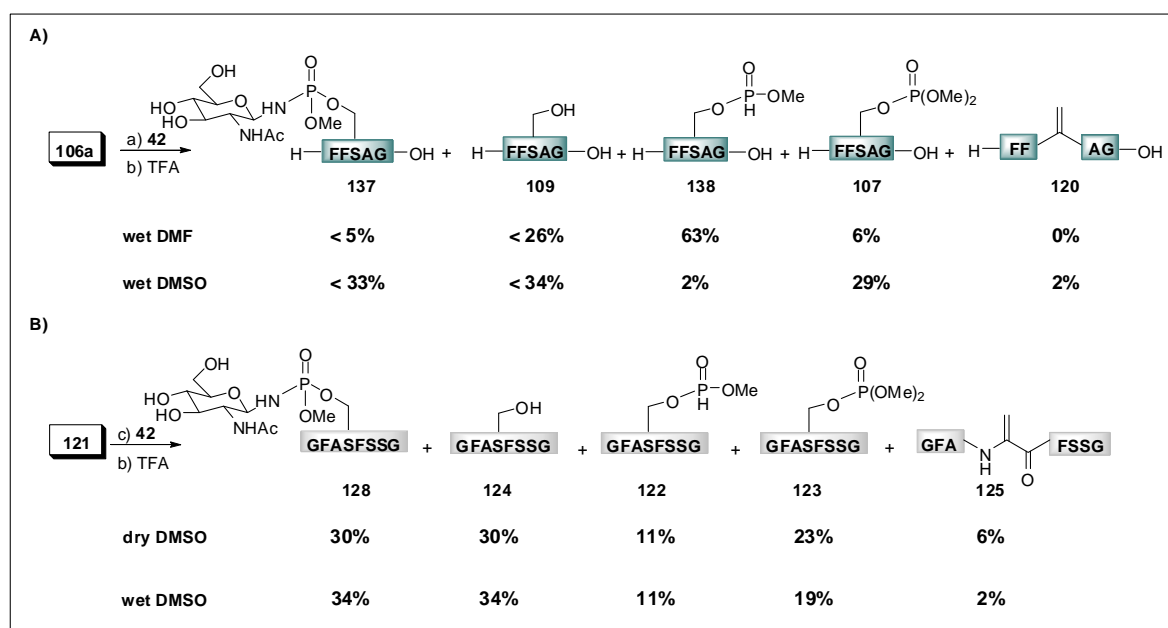 A)
106a
a) 42
b) TFA
OH
HO
HO
O
NHAc
H
N
O
P
OMe
O
H
FFSAG
OH
+
OH
H
FFSAG
OH
+
O
O
P
H
OMe
H
FFSAG
OH
+
O
O
P(OMe)2
H
FFSAG
OH
+
H
FF
AG
OH
137 109 138 107 120
wet DMF < 5% < 26% 63% 6% 0%
wet DMSO < 33% < 34% 2% 29% 2%
B)
121
c) 42
b) TFA
OH
HO
HO
O
NHAc
H
N
O
P
OMe
O
GFASFSSG
+
OH
GFASFSSG
+
O
O
P
H
OMe
GFASFSSG
+
O
O
P(OMe)2
GFASFSSG
+
GFA
N
H
O
FSSG
128 124 122 123 125
dry DMSO 30% 30% 11% 23% 6%
wet DMSO 34% 34% 11% 19% 2%